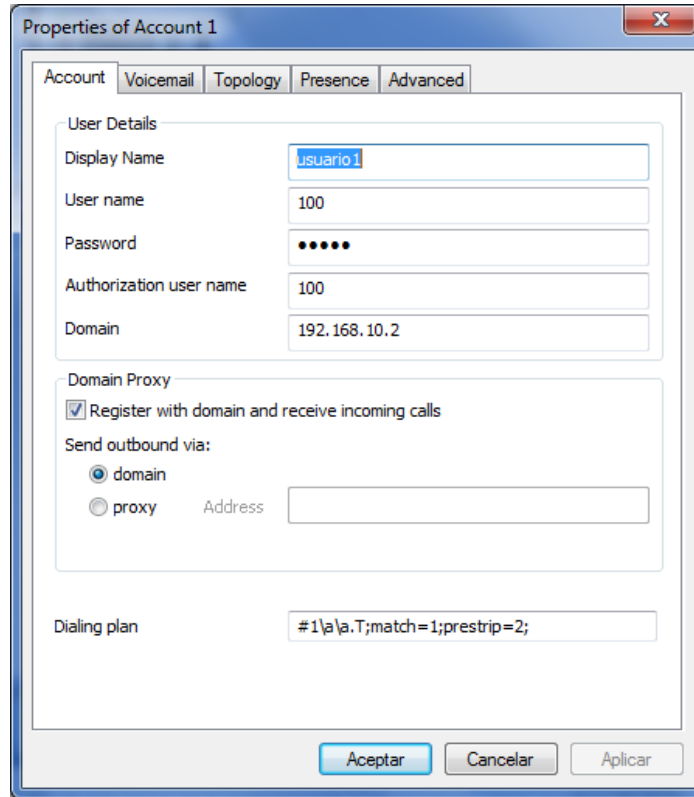 Properties of Account 1
Account Voicemail Topology Presence Advanced
User Details
Display Name usuario1
User name 100
Password •••••
Authorization user name 100
Domain 192.168.10.2
Domain Proxy
Register with domain and receive incoming calls
Send outbound via:
domain
proxy Address
Dialing plan #1\a\a.T;match=1;prestrip=2;
Aceptar Cancelar Aplicar